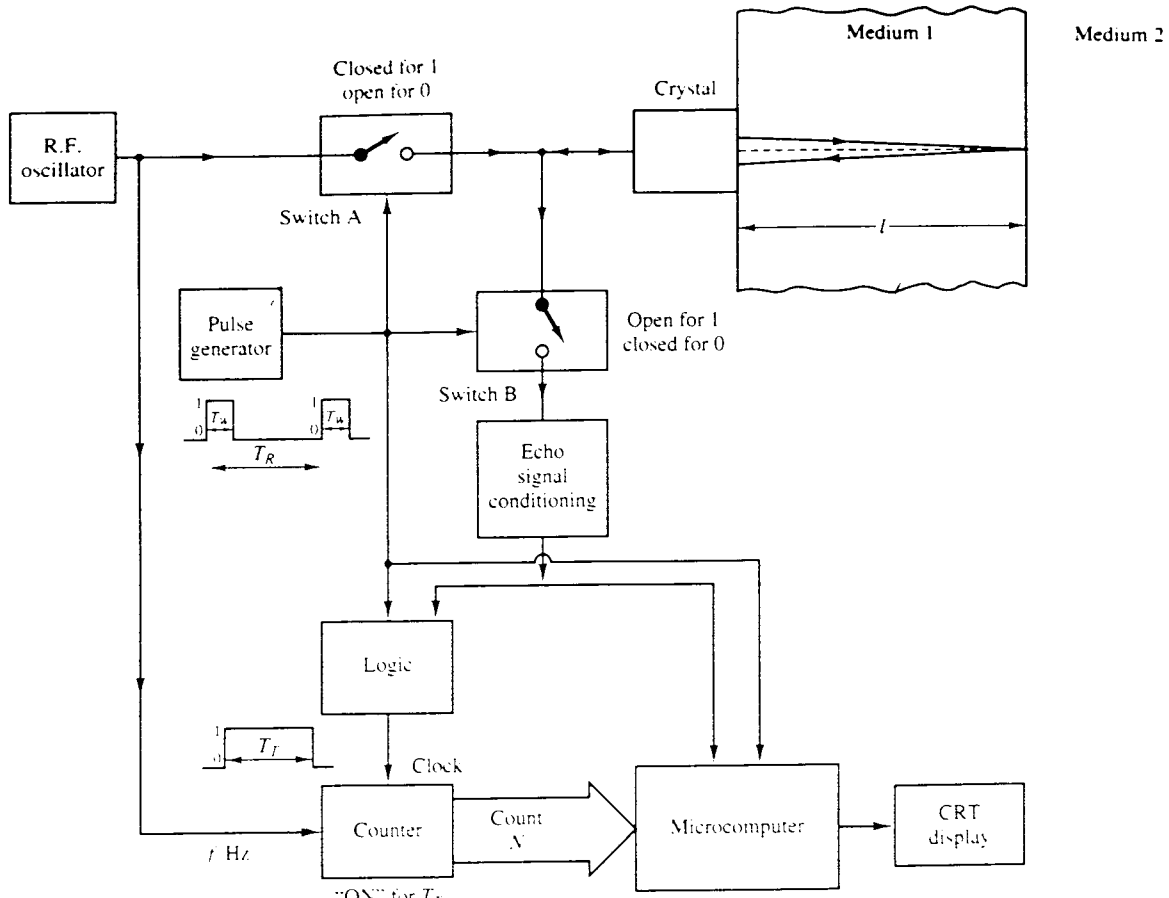 Medium 1
Medium 2
Closed for 1
open for 0
Crystal
R.F.
oscillator
Switch A
l
Pulse
generator
Open for 1
closed for 0
Switch B
1
0
T_W
1
0
T_W
T_R
Echo
signal
conditioning
Logic
1
0
T_T
Clock
Counter
Count
N
Microcomputer
CRT
display
f Hz
"ON" for